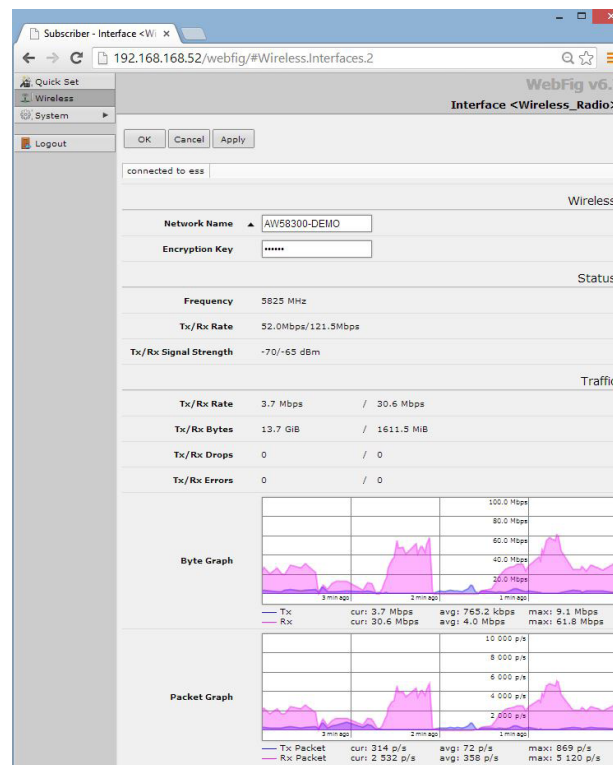 Subscriber - Interface <Wi
192.168.168.52/webfig/#Wireless.Interfaces.2
Quick Set
Wireless
System
Logout
WebFig v6.
Interface <Wireless_Radio>
OK Cancel Apply
connected to ess
Wireless
Network Name AW58300-DEMO
Encryption Key ••••••
Status
Frequency 5825 MHz
Tx/Rx Rate 52.0Mbps/121.5Mbps
Tx/Rx Signal Strength -70/-65 dBm
Traffic
Tx/Rx Rate 3.7 Mbps / 30.6 Mbps
Tx/Rx Bytes 13.7 GiB / 1611.5 MiB
Tx/Rx Drops 0 / 0
Tx/Rx Errors 0 / 0
Byte Graph
100.0 Mbps
80.0 Mbps
60.0 Mbps
40.0 Mbps
20.0 Mbps
3 min ago 2 min ago 1 min ago
Tx cur: 3.7 Mbps avg: 765.2 kbps max: 9.1 Mbps
Rx cur: 30.6 Mbps avg: 4.0 Mbps max: 61.8 Mbps
Packet Graph
10 000 p/s
8 000 p/s
6 000 p/s
4 000 p/s
2 000 p/s
3 min ago 2 min ago 1 min ago
Tx Packet cur: 314 p/s avg: 72 p/s max: 869 p/s
Rx Packet cur: 2 532 p/s avg: 358 p/s max: 5 120 p/s